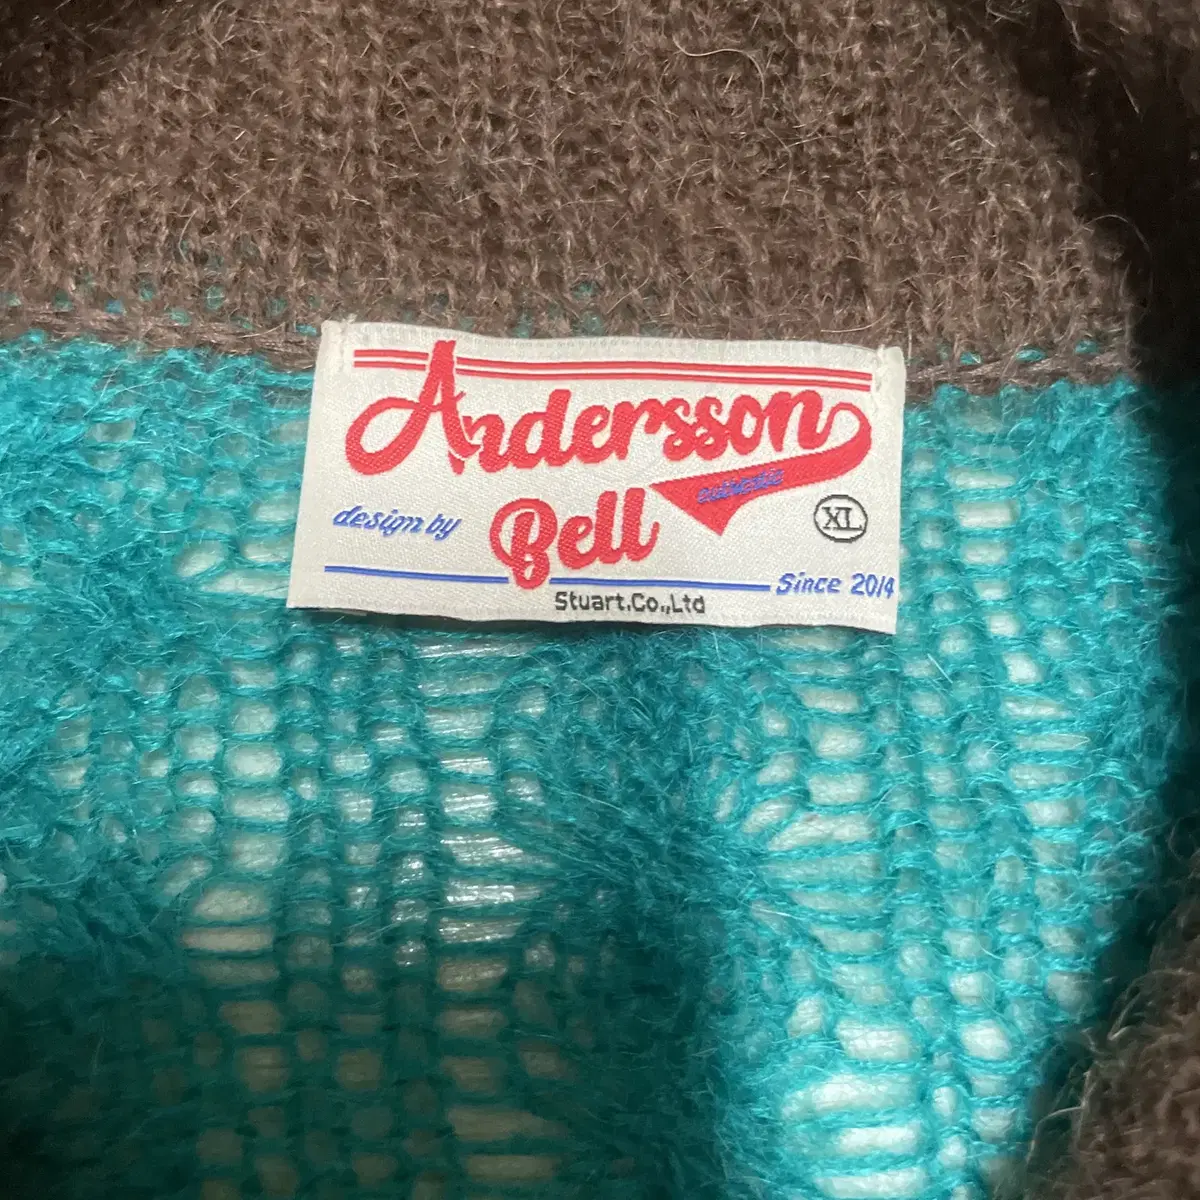 Andersson
authentic
design by
Bell
XL
Since 2014
Stuart.Co.,Ltd